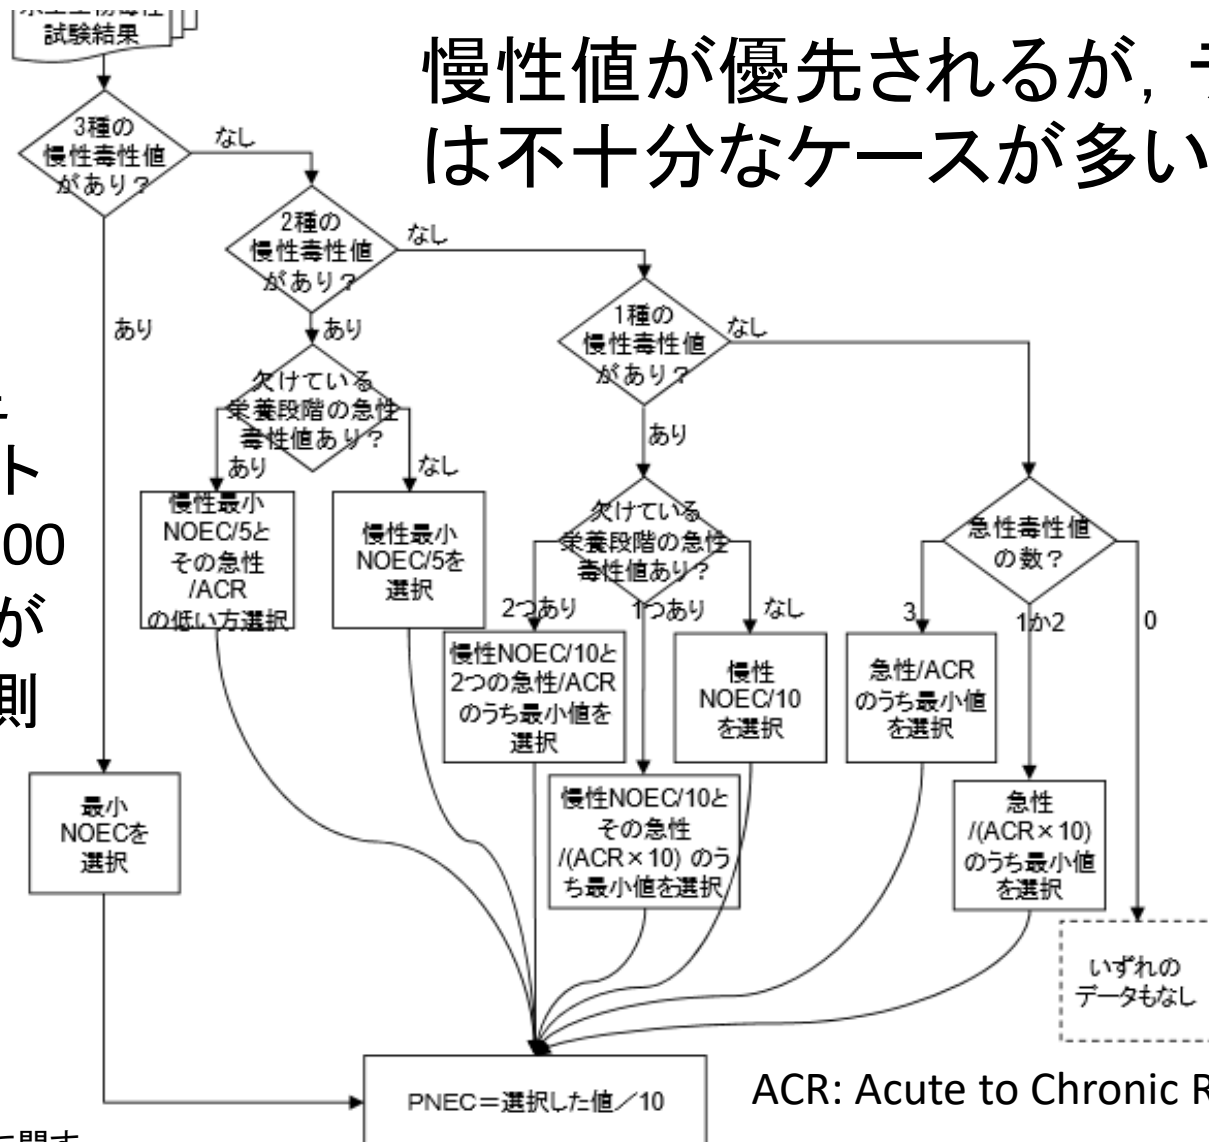 試験結果
慢性値が優先されるが，
は不十分なケースが多い
3種の
慢性毒性値
があり？
なし
2種の
慢性毒性値
があり？
なし
あり
あり
1種の
慢性毒性値
があり？
なし
欠けている
栄養段階の急性
毒性値あり？
ト
00
が
則
あり
なし
あり
慢性最小
NOEC/5と
その急性
/ACR
の低い方選択
慢性最小
NOEC/5を
選択
欠けている
栄養段階の急性
毒性値あり？
急性毒性値
の数？
2つあり
1つあり
なし
3
1か2
0
慢性NOEC/10と
2つの急性/ACR
のうち最小値を
選択
慢性
NOEC/10
を選択
急性/ACR
のうち最小値
を選択
最小
NOECを
選択
慢性NOEC/10と
その急性
/(ACR×10) のう
ち最小値を選択
急性
/(ACR×10)
のうち最小値
を選択
いずれの
データもなし
PNEC＝選択した値／10
ACR: Acute to Chronic